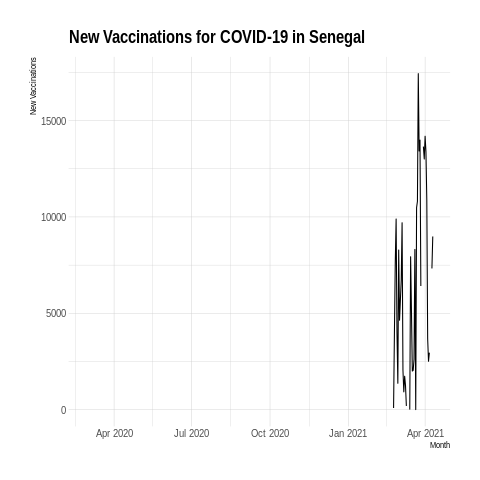 New Vaccinations for COVID-19 in Senegal
New Vaccinations
15000
10000
5000
0
Apr 2020 Jul 2020 Oct 2020 Jan 2021 Apr 2021
Month